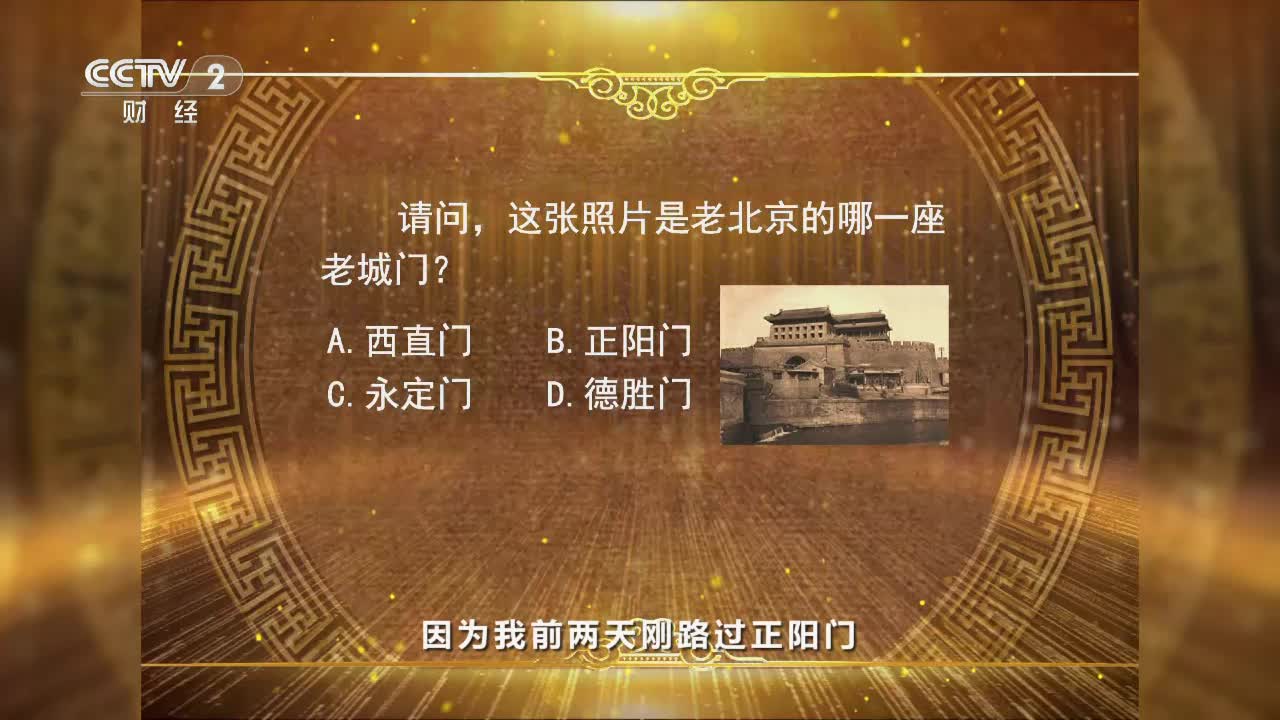 CCTV 2
财 经
请问，这张照片是老北京的哪一座
老城门？
A.西直门 B.正阳门
C.永定门 D.德胜门
因为我前两天刚路过正阳门